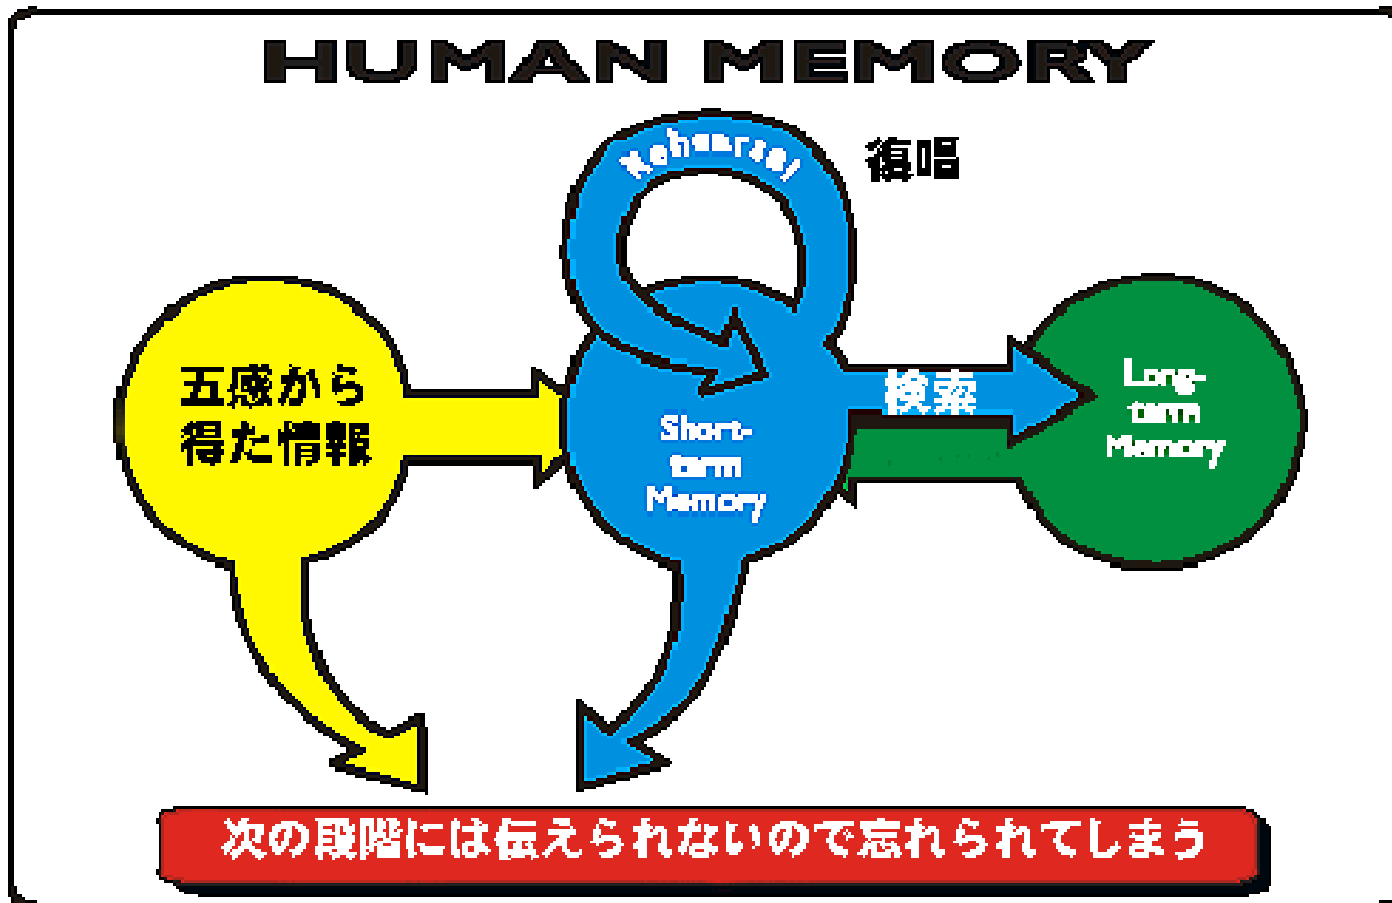 HUMAN MEMORY
Rehearsal
復唱
五感から
得た情報
Short-
term
Memory
検索
Long-
term
Memory
次の段階には伝えられないので忘れられてしまう